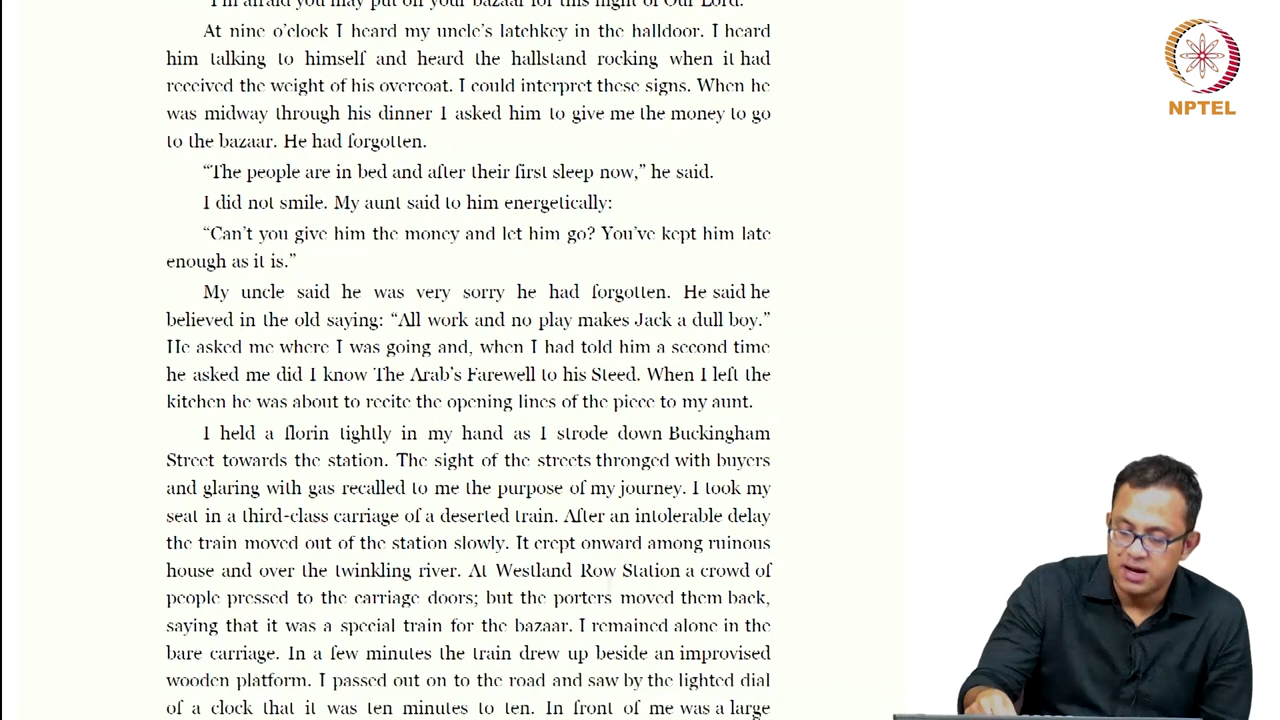 "I'm afraid you may put off your bazaar for this night of Our Lord."
At nine o'clock I heard my uncle's latchkey in the halldoor. I heard
him talking to himself and heard the hallstand rocking when it had
received the weight of his overcoat. I could interpret these signs. When he
was midway through his dinner I asked him to give me the money to go
to the bazaar. He had forgotten.
"The people are in bed and after their first sleep now," he said.
I did not smile. My aunt said to him energetically:
"Can't you give him the money and let him go? You've kept him late
enough as it is."
My uncle said he was very sorry he had forgotten. He said he
believed in the old saying: "All work and no play makes Jack a dull boy."
He asked me where I was going and, when I had told him a second time
he asked me did I know The Arab's Farewell to his Steed. When I left the
kitchen he was about to recite the opening lines of the piece to my aunt.
I held a florin tightly in my hand as I strode down Buckingham
Street towards the station. The sight of the streets thronged with buyers
and glaring with gas recalled to me the purpose of my journey. I took my
seat in a third-class carriage of a deserted train. After an intolerable delay
the train moved out of the station slowly. It crept onward among ruinous
house and over the twinkling river. At Westland Row Station a crowd of
people pressed to the carriage doors; but the porters moved them back,
saying that it was a special train for the bazaar. I remained alone in the
bare carriage. In a few minutes the train drew up beside an improvised
wooden platform. I passed out on to the road and saw by the lighted dial
of a clock that it was ten minutes to ten. In front of me was a large
NPTEL